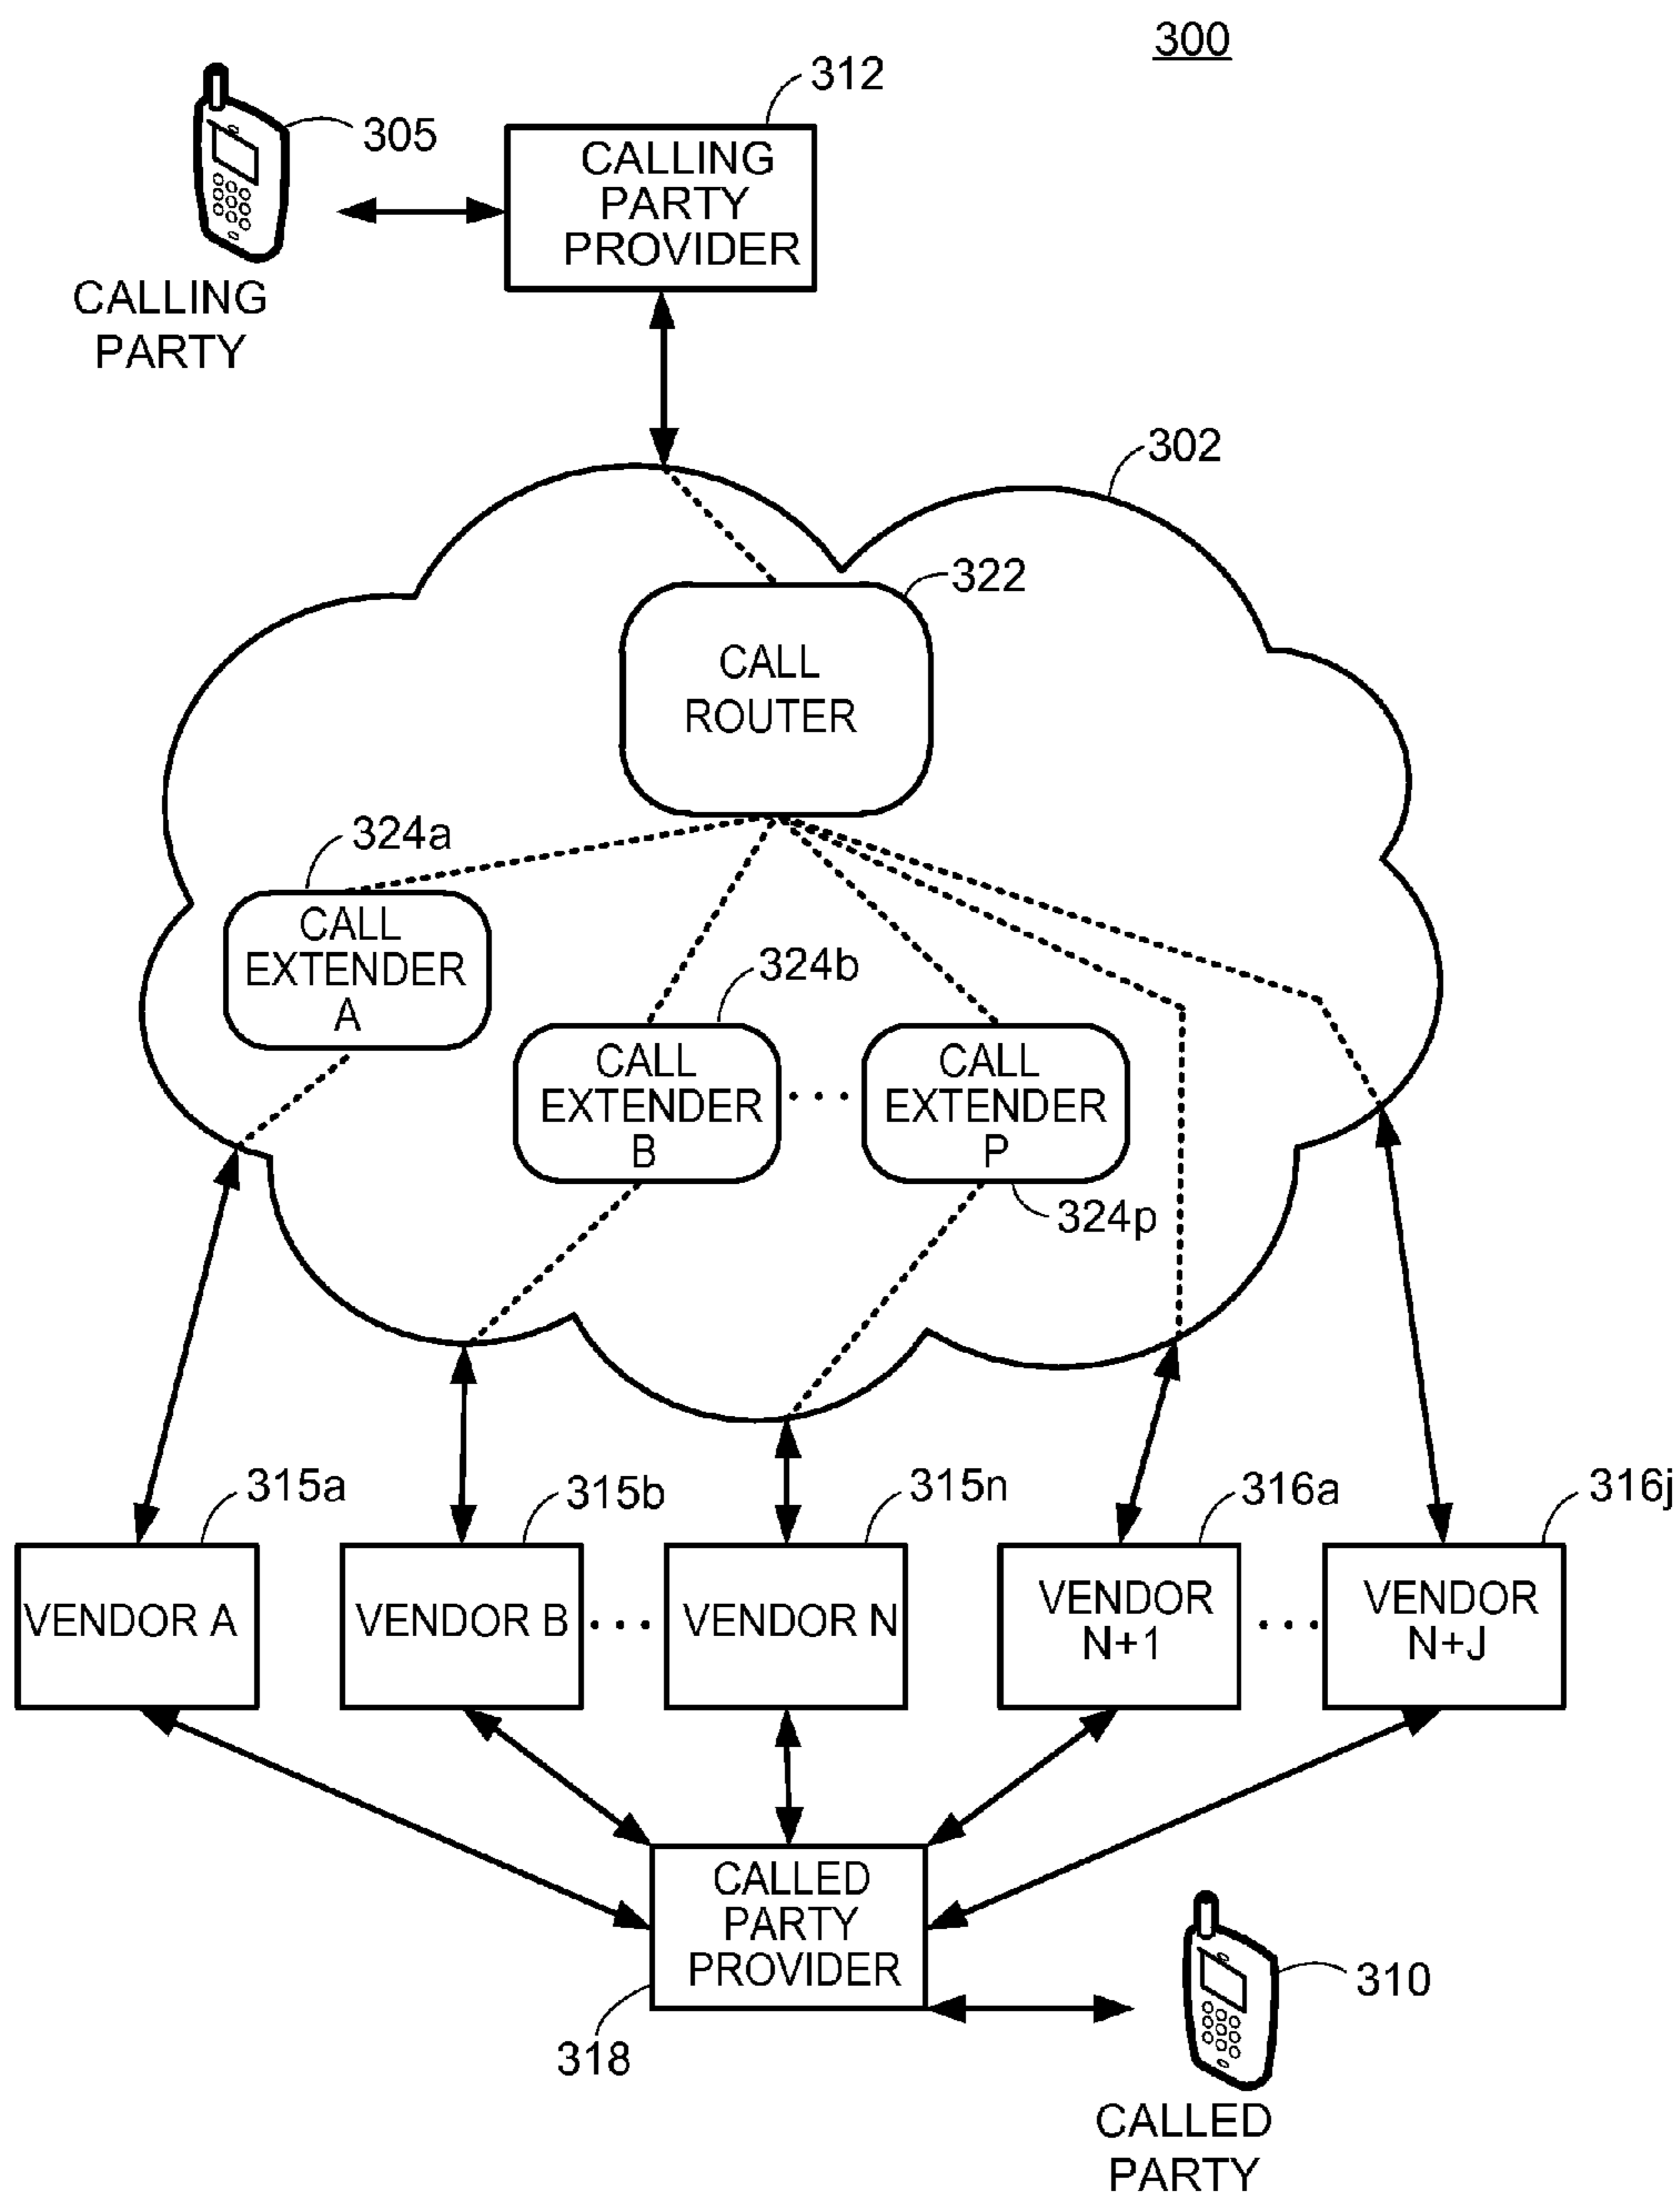 300
312
305
CALLING
PARTY
PROVIDER
CALLING
PARTY
302
322
CALL
ROUTER
324a
CALL
EXTENDER
A
324b
CALL
EXTENDER
B
...
CALL
EXTENDER
P
324p
315a
315b
315n
316a
316j
VENDOR A
VENDOR B
...
VENDOR N
VENDOR
N+1
...
VENDOR
N+J
CALLED
PARTY
PROVIDER
318
310
CALLED
PARTY